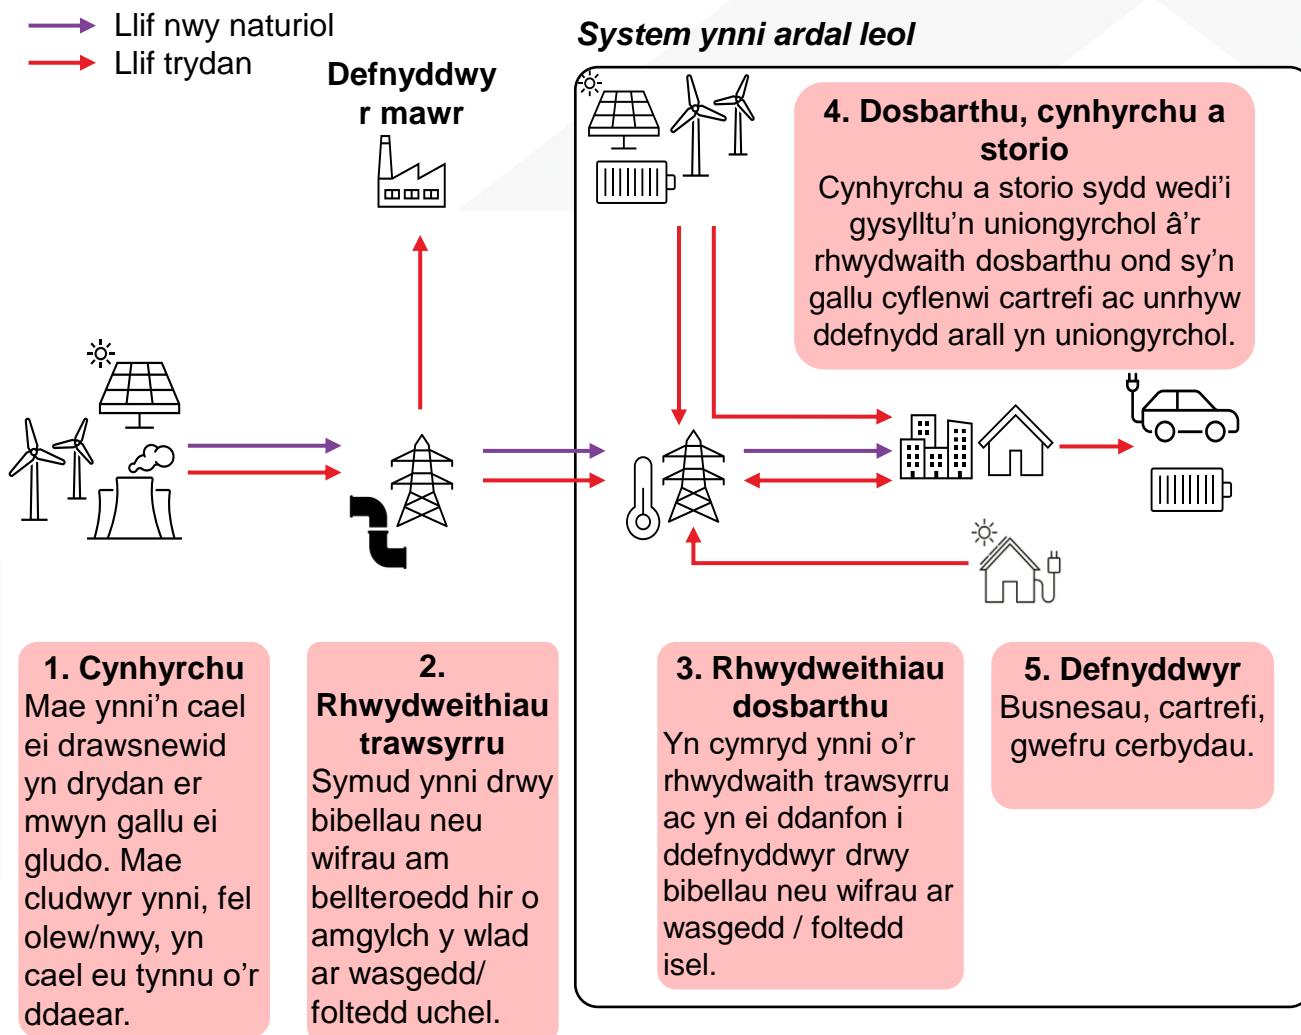 Llif nwy naturiol
Llif trydan
Defnyddwy
r mawr
System ynni ardal leol
4. Dosbarthu, cynhyrchu a
storio
Cynhyrchu a storio sydd wedi’i
gysylltu’n uniongyrchol â’r
rhwydwaith dosbarthu ond sy’n
gallu cyflenwi cartrefi ac unrhyw
ddefnydd arall yn uniongyrchol.
1. Cynhyrchu
Mae ynni’n cael
ei drawsnewid
yn drydan er
mwyn gallu ei
gludo. Mae
cludwyr ynni, fel
olew/nwy, yn
cael eu tynnu o’r
ddaear.
2.
Rhwydweithiau
trawsyrru
Symud ynni drwy
bibellau neu
wifrau am
bellteroedd hir o
amgylch y wlad
ar wasgedd/
foltedd uchel.
3. Rhwydweithiau
dosbarthu
Yn cymryd ynni o’r
rhwydwaith trawsyrru
ac yn ei ddanfon i
ddefnyddwyr drwy
bibellau neu wifrau ar
wasgedd / foltedd
isel.
5. Defnyddwyr
Busnesau, cartrefi,
gwefru cerbydau.